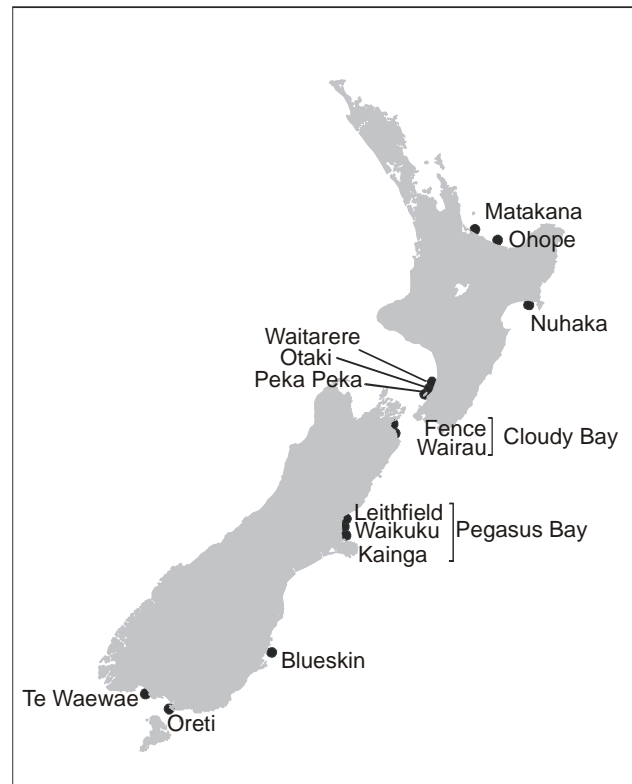 Matakana
Ohope
Nuhaka
Waitarere
Otaki
Peka Peka
Fence
Wairau
Cloudy Bay
Leithfield
Waikuku
Kainga
Pegasus Bay
Blueskin
Te Waewae
Oreti